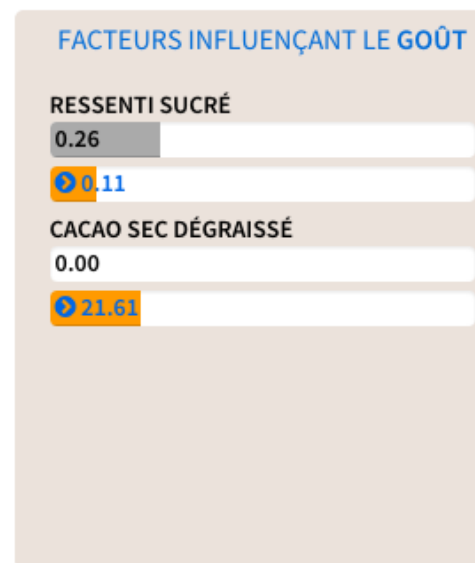 FACTEURS INFLUENÇANT LE GOÛT
RESSENTI SUCRÉ
0.26
0.11
CACAO SEC DÉGRAISSÉ
0.00
21.61